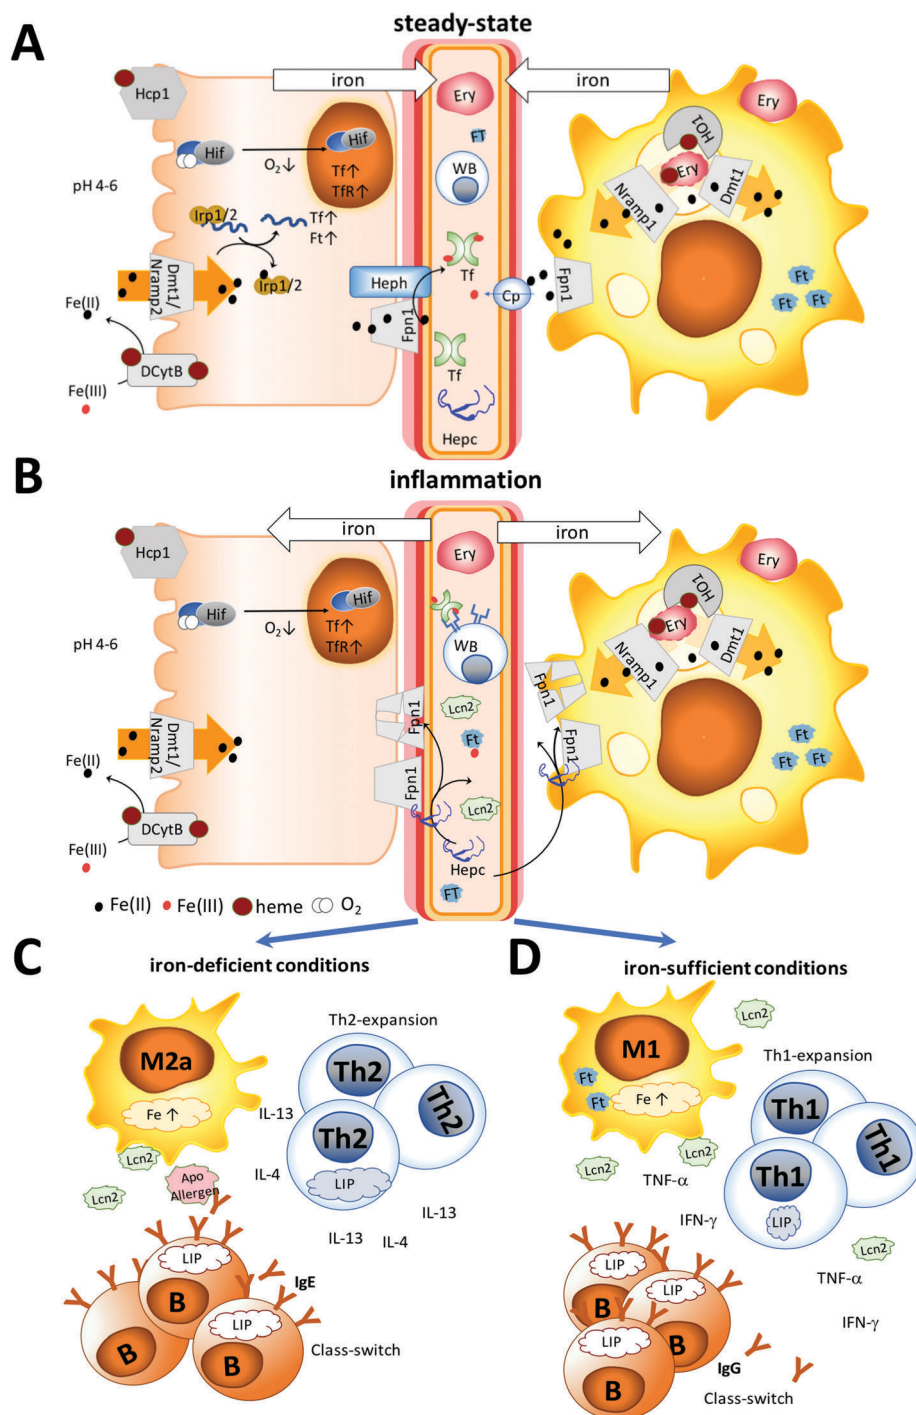 A
steady-state
iron
iron
Hcp1
Ery
FT
WB
Ery
HO1
Ery
Nramp1
Dmt1
Hif
O2↓
Hif
Tf↑
TfR↑
pH 4-6
Irp1/2
Tf↑
Ft↑
Irp1/2
Dmt1/
Nramp2
Fe(II)
Fe(III)
DCytB
Heph
Fpn1
Tf
Cp
Fpn1
Tf
Hepc
Ft
Ft
Ft
B
inflammation
iron
iron
Hcp1
Ery
WB
Ery
HO1
Ery
Nramp1
Dmt1
Hif
O2↓
Hif
Tf↑
TfR↑
pH 4-6
Dmt1/
Nramp2
Fe(II)
Fe(III)
DCytB
Fpn1
Fpn1
Lcn2
Ft
Lcn2
Hepc
FT
Fpn1
Fpn1
Ft
Ft
Ft
Fe(II) Fe(III) heme O2
C
iron-deficient conditions
M2a
Fe ↑
Lcn2
Lcn2
Apo
Allergen
Th2-expansion
Th2
Th2
Th2
LIP
IL-13
IL-4
IL-13
IL-13
IL-4
LIP
B
B
LIP
B
IgE
Class-switch
D
iron-sufficient conditions
M1
Ft
Ft
Fe ↑
Lcn2
Lcn2
Lcn2
Th1-expansion
Th1
Th1
Th1
LIP
TNF-α
IFN-γ
Lcn2
TNF-α
IFN-γ
LIP
B
LIP
B
LIP
B
IgG
Class-switch